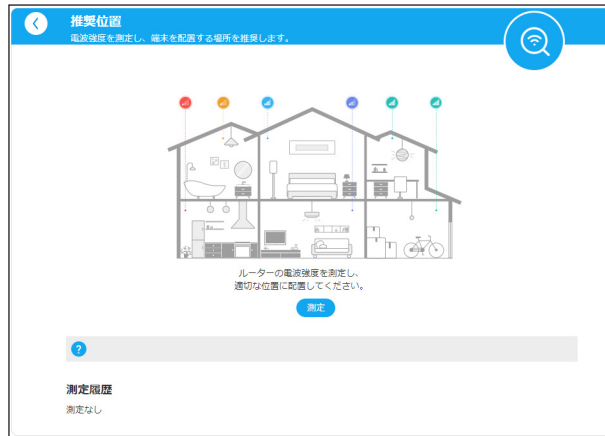 推奨位置
電波強度を測定し、端末を配置する場所を推奨します。
ルーターの電波強度を測定し、
適切な位置に配置してください。
測定
?
測定履歴
測定なし